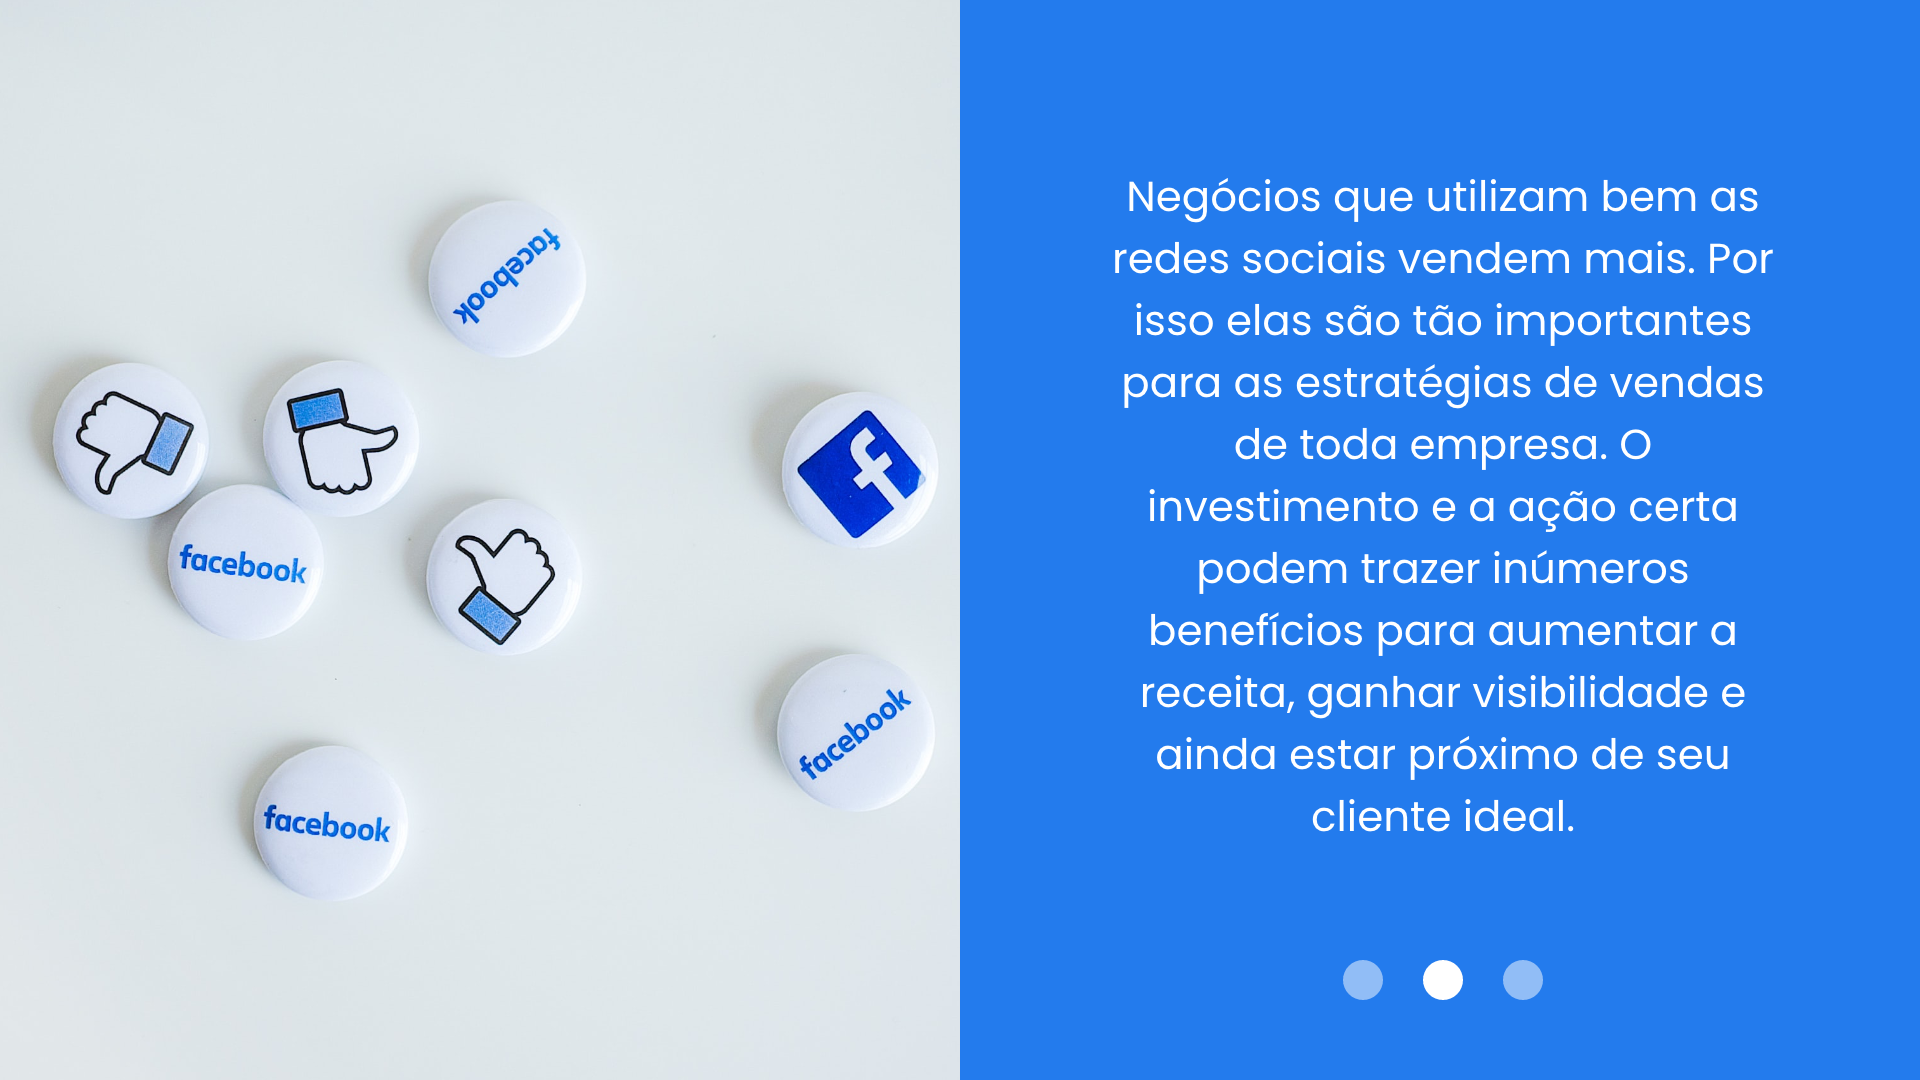 facebook
facebook
facebook
facebook
Negócios que utilizam bem as
redes sociais vendem mais. Por
isso elas são tão importantes
para as estratégias de vendas
de toda empresa. O
investimento e a ação certa
podem trazer inúmeros
benefícios para aumentar a
receita, ganhar visibilidade e
ainda estar próximo de seu
cliente ideal.